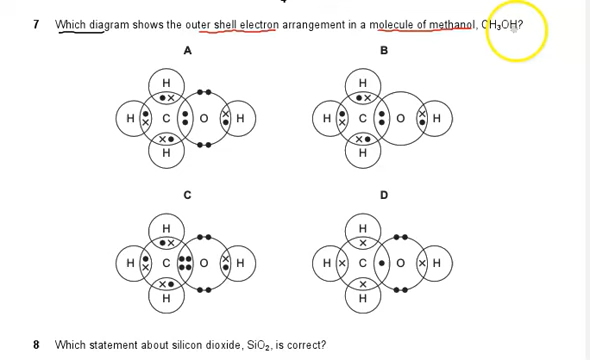 7 Which diagram shows the outer shell electron arrangement in a molecule of methanol, CH₃OH?
A B
H H
H C O H H C O H
H H
C D
H H
H C O H H C O H
H H
8 Which statement about silicon dioxide, SiO₂, is correct?